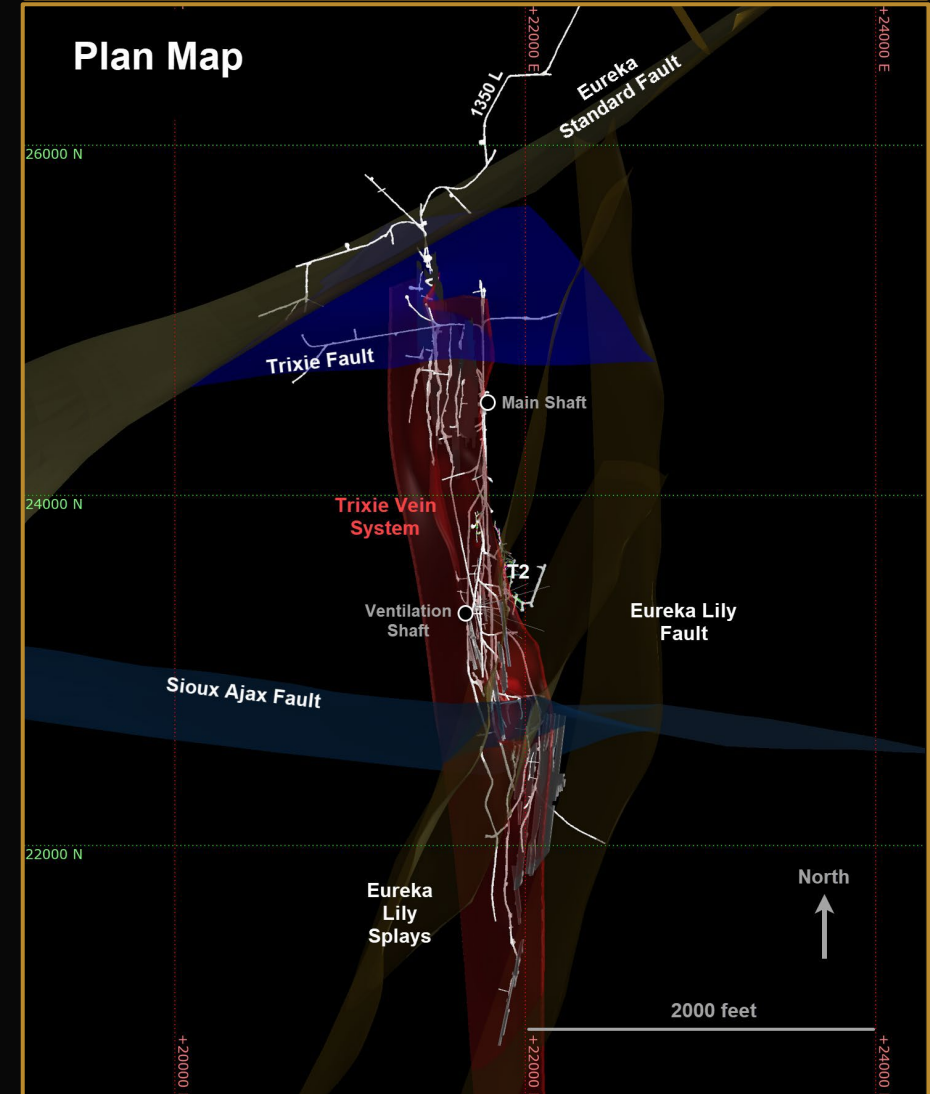 Plan Map
+22000 E
+24000 E
1350 L
Eureka
Standard Fault
26000 N
Trixie Fault
Main Shaft
24000 N
Trixie Vein
System
T2
Ventilation
Shaft
Eureka Lily
Fault
Sioux Ajax Fault
22000 N
North
Eureka
Lily
Splays
2000 feet
+20000
+22000
+24000